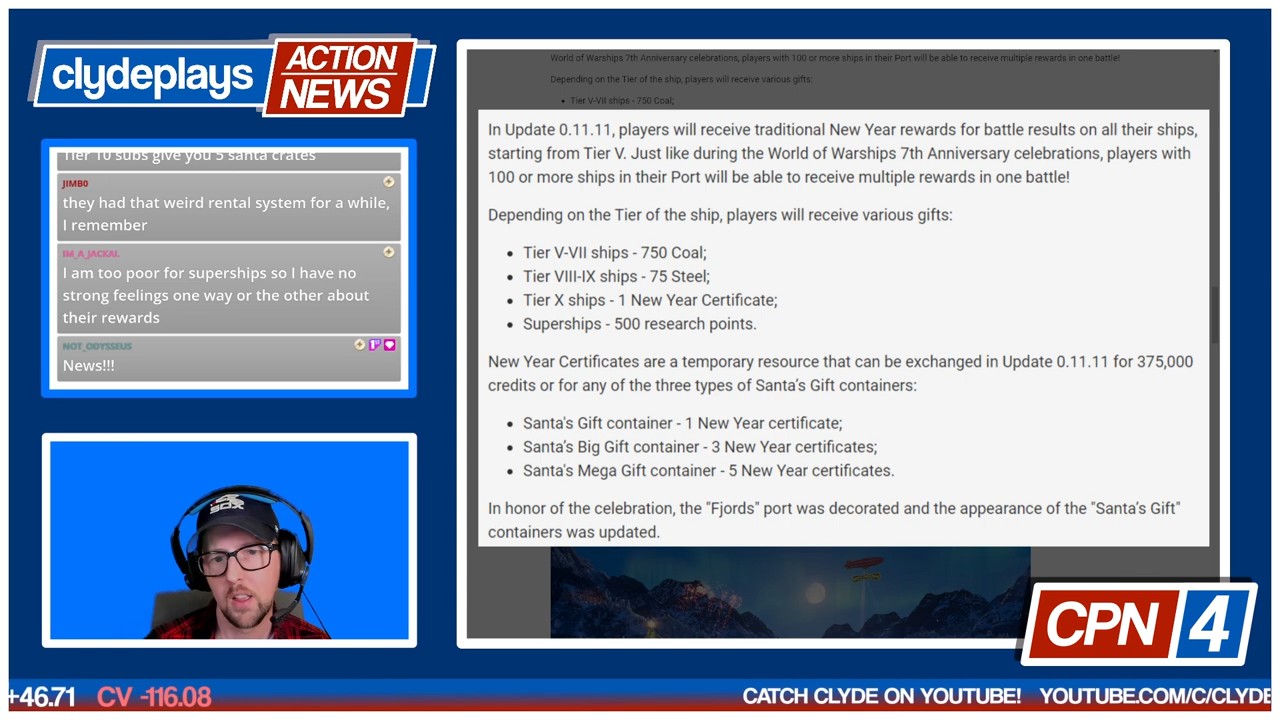 clydeplays
ACTION
NEWS
Tier 10 subs give you 5 santa crates
JIMB0
they had that weird rental system for a while,
I remember
IM_A_JACKAL
I am too poor for superships so I have no
strong feelings one way or the other about
their rewards
NOT_ODYSSEUS
News!!!
SOX
World of Warships 7th Anniversary celebrations, players with 100 or more ships in their Port will be able to receive multiple rewards in one battle!
Depending on the Tier of the ship, players will receive various gifts:
• Tier V-VII ships - 750 Coal;
In Update 0.11.11, players will receive traditional New Year rewards for battle results on all their ships,
starting from Tier V. Just like during the World of Warships 7th Anniversary celebrations, players with
100 or more ships in their Port will be able to receive multiple rewards in one battle!
Depending on the Tier of the ship, players will receive various gifts:
• Tier V-VII ships - 750 Coal;
• Tier VIII-IX ships - 75 Steel;
• Tier X ships - 1 New Year Certificate;
• Superships - 500 research points.
New Year Certificates are a temporary resource that can be exchanged in Update 0.11.11 for 375,000
credits or for any of the three types of Santa's Gift containers:
• Santa's Gift container - 1 New Year certificate;
• Santa's Big Gift container - 3 New Year certificates;
• Santa's Mega Gift container - 5 New Year certificates.
In honor of the celebration, the "Fjords" port was decorated and the appearance of the "Santa's Gift"
containers was updated.
CPN 4
+46.71 CV -116.08 CATCH CLYDE ON YOUTUBE! YOUTUBE.COM/C/CLYDE